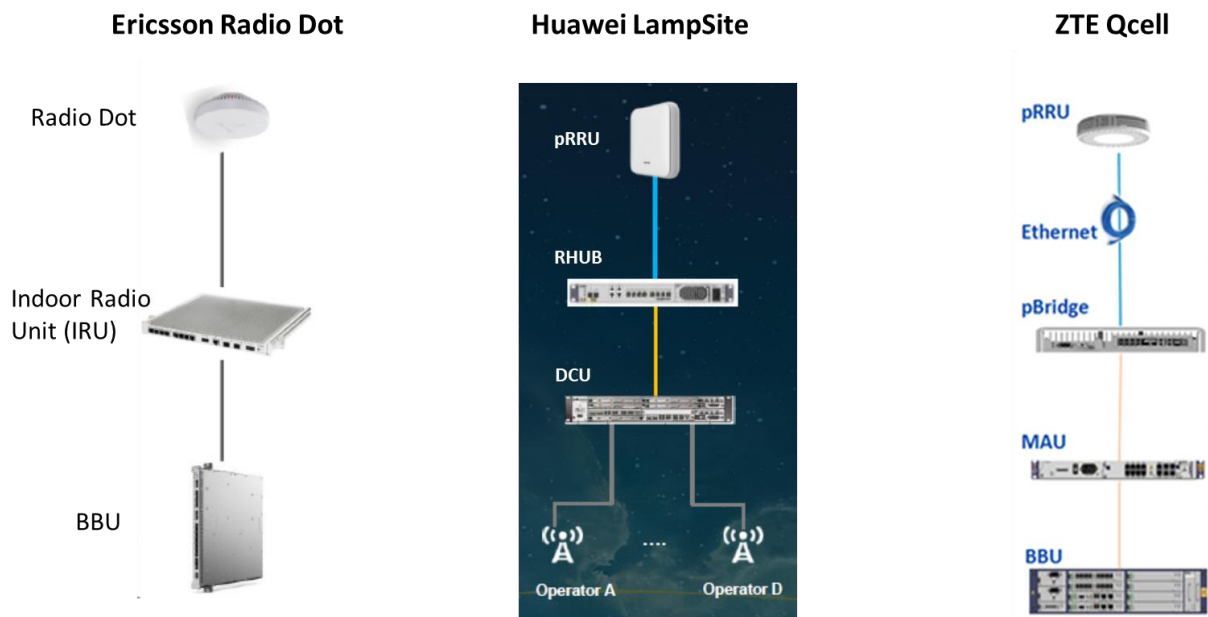 Ericsson Radio Dot
Radio Dot
Indoor Radio
Unit (IRU)
BBU
Huawei LampSite
pRRU
RHUB
DCU
....
Operator A
Operator D
ZTE Qcell
pRRU
Ethernet
pBridge
MAU
BBU